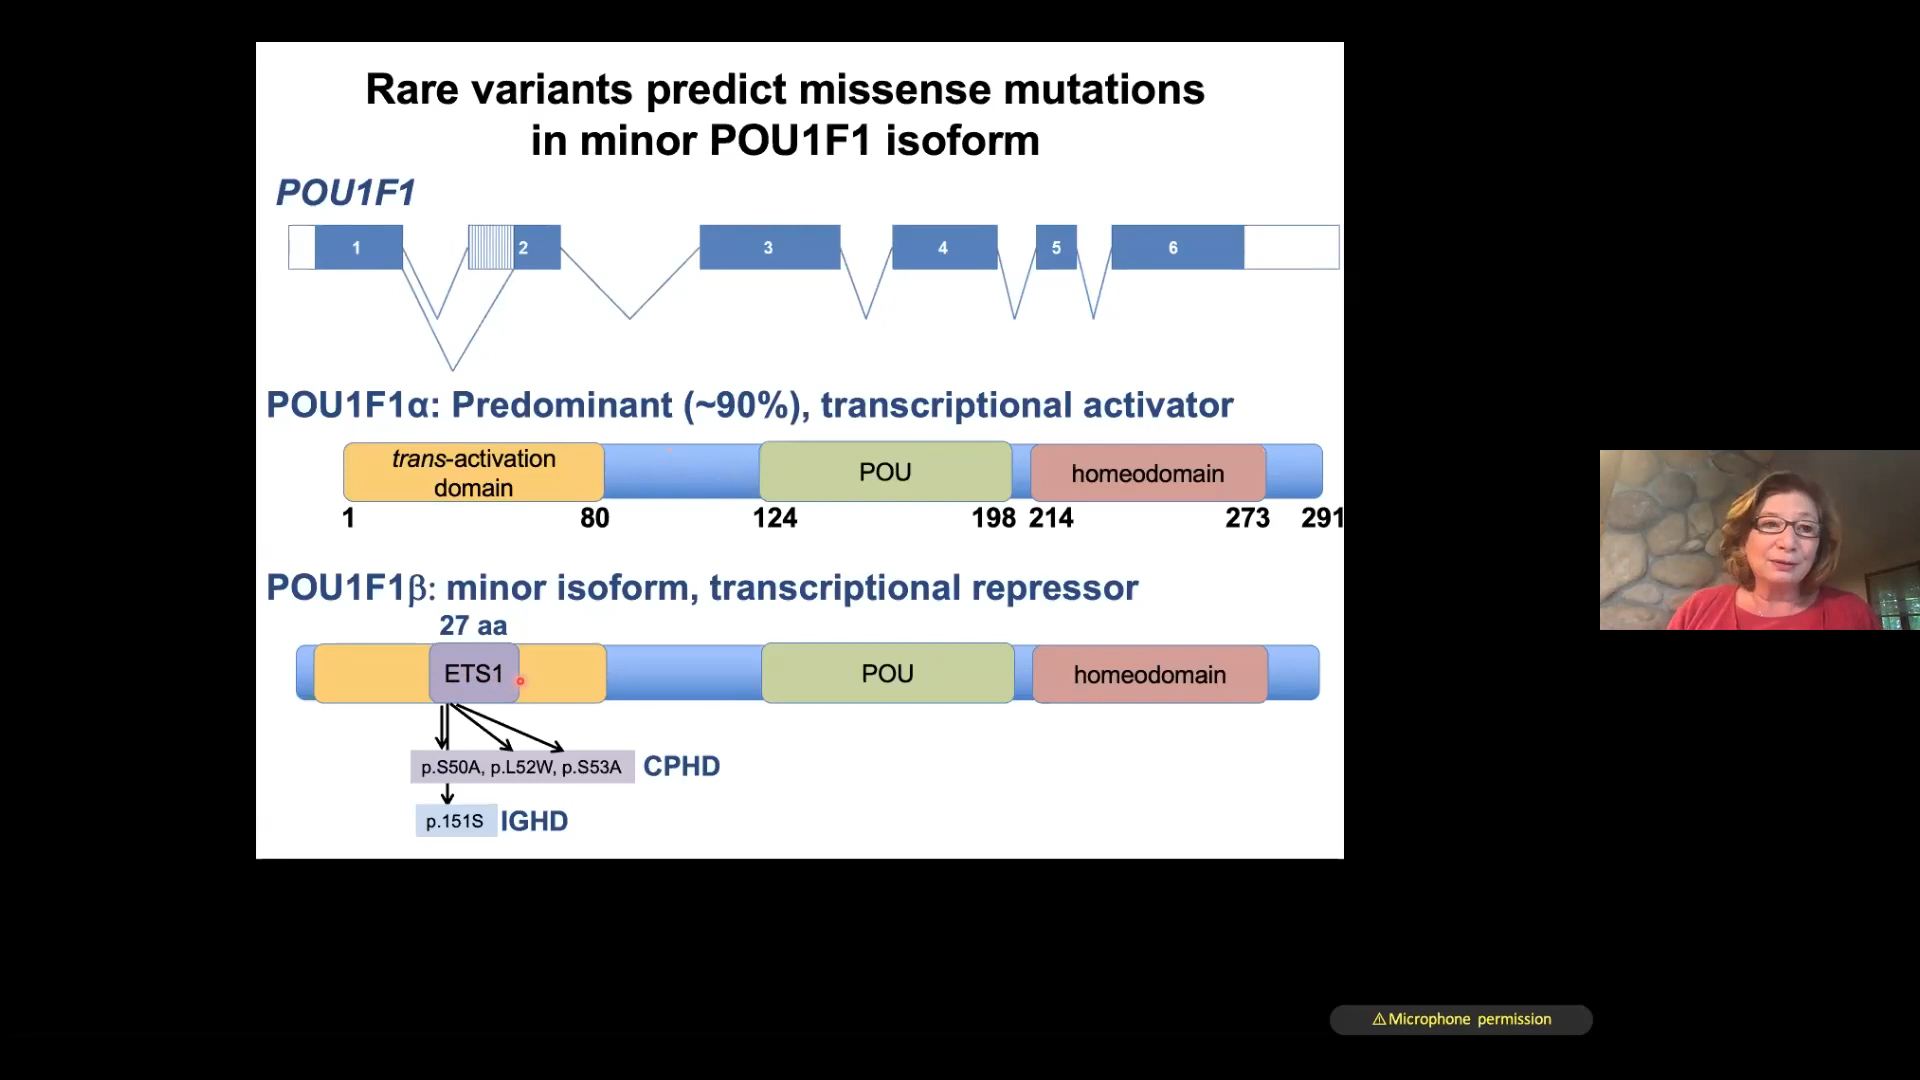 Rare variants predict missense mutations
in minor POU1F1 isoform
POU1F1
1
2
3
4
5
6
POU1F1α: Predominant (~90%), transcriptional activator
trans-activation
domain
POU
homeodomain
1
80
124
198
214
273
291
POU1F1β: minor isoform, transcriptional repressor
27 aa
ETS1
POU
homeodomain
p.S50A, p.L52W, p.S53A
CPHD
p.151S
IGHD
⚠Microphone permission